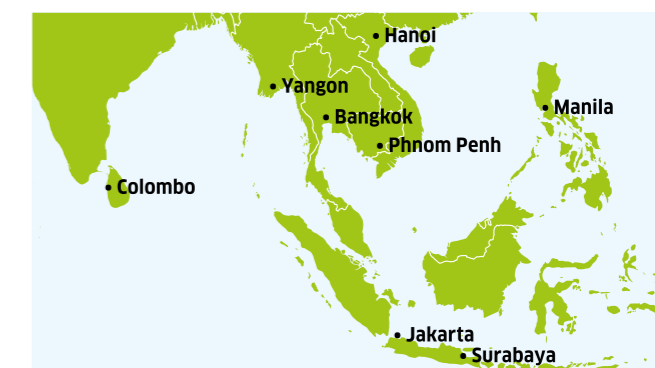 Hanoi
Yangon
Manila
Bangkok
Phnom Penh
Colombo
Jakarta
Surabaya